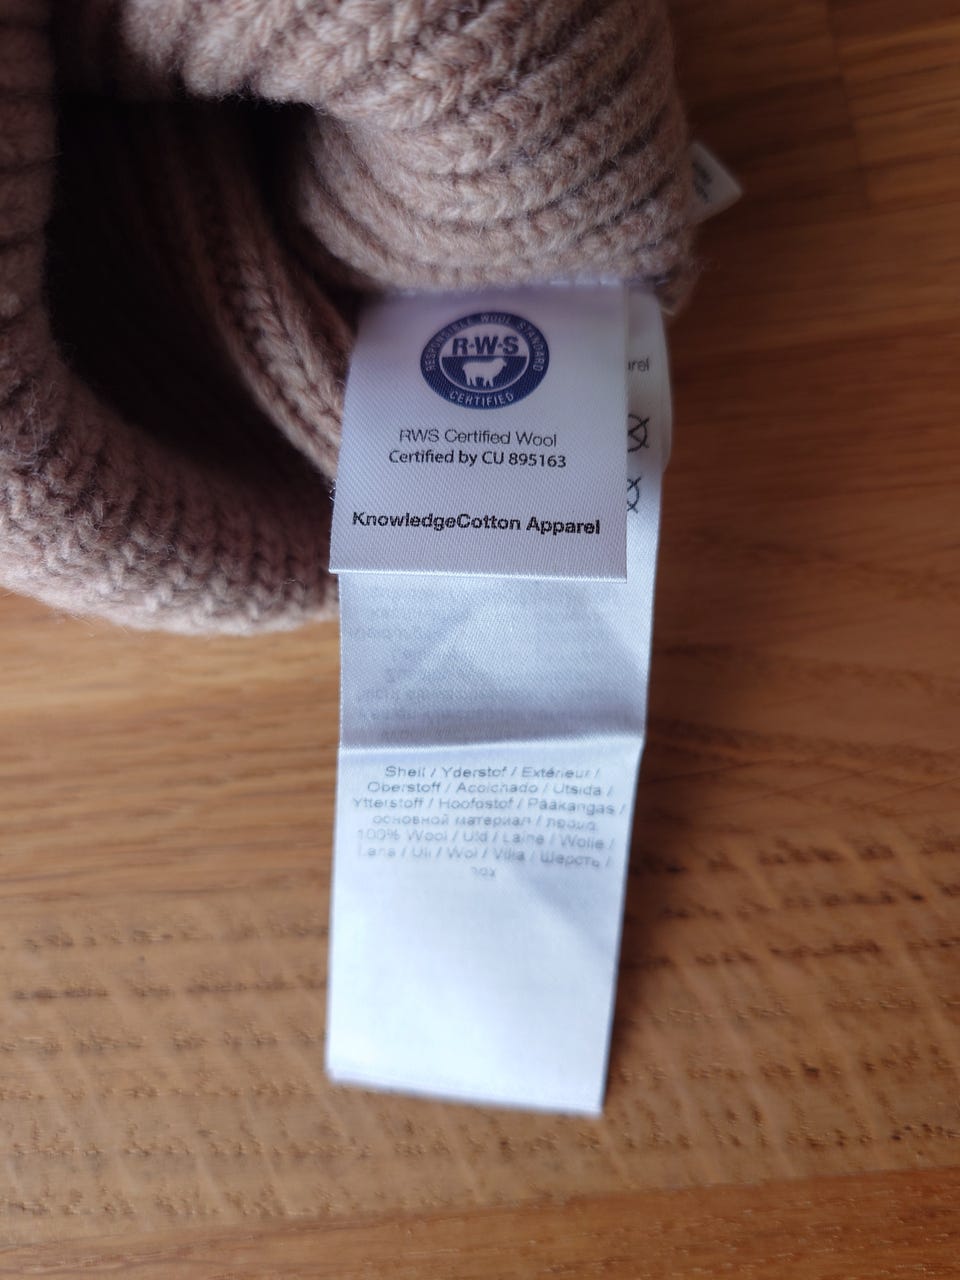 RESPONSIBLE WOOL STANDARD
R·W·S
CERTIFIED
RWS Certified Wool
Certified by CU 895163
KnowledgeCotton Apparel
Shell / Yderstof / Extérieur /
Oberstoff / Acolchado / Utsida /
Ytterstoff / Hoofdstof / Pääkangas /
основной материал /
100% Wool / Uld / Laine / Wolle /
Lana / Ull / Wol / Villa / Шерсть /
צמר